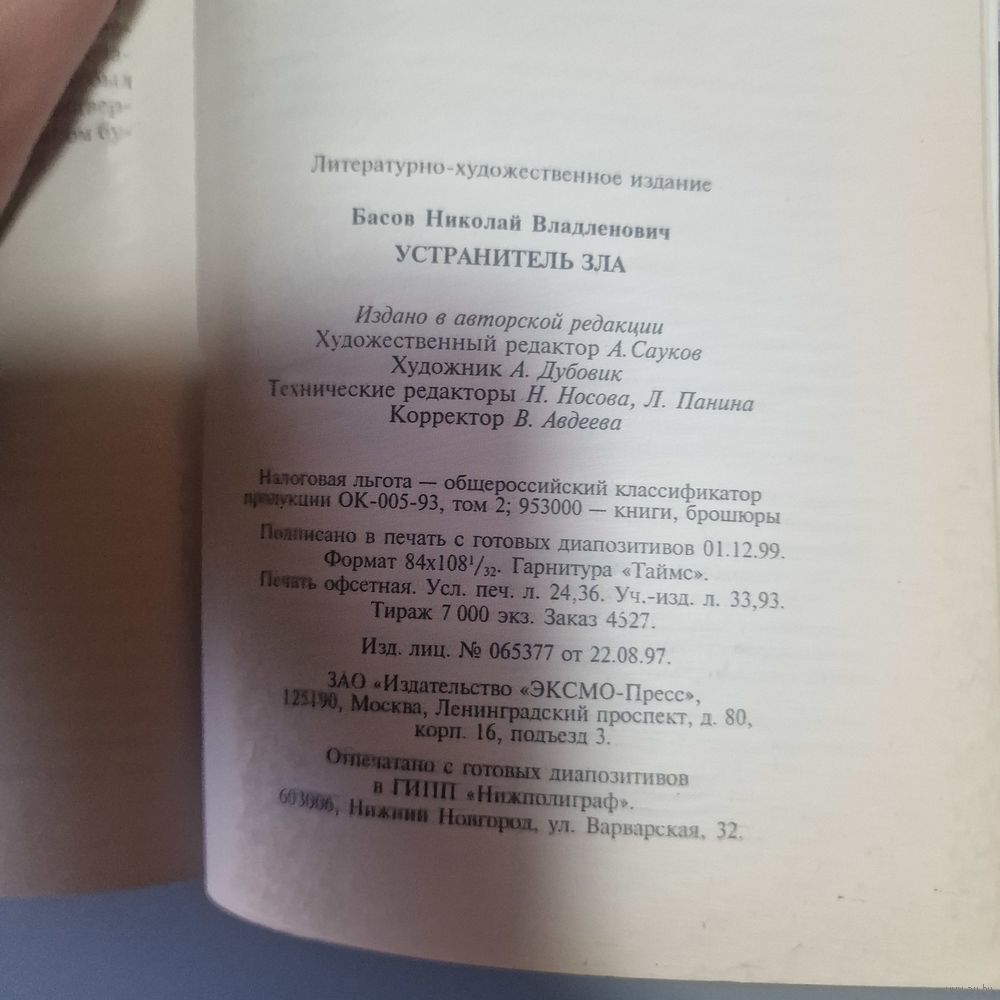 Литературно-художественное издание
Басов Николай Владленович
УСТРАНИТЕЛЬ ЗЛА
Издано в авторской редакции
Художественный редактор А. Сауков
Художник А. Дубовик
Технические редакторы Н. Носова, Л. Панина
Корректор В. Авдеева
Налоговая льгота — общероссийский классификатор
продукции ОК-005-93, том 2; 953000 — книги, брошюры
Подписано в печать с готовых диапозитивов 01.12.99.
Формат 84x108¹/₃₂. Гарнитура «Таймс».
Печать офсетная. Усл. печ. л. 24,36. Уч.-изд. л. 33,93.
Тираж 7 000 экз. Заказ 4527.
Изд. лиц. № 065377 от 22.08.97.
ЗАО «Издательство «ЭКСМО-Пресс»,
125190, Москва, Ленинградский проспект, д. 80,
корп. 16, подъезд 3.
Отпечатано с готовых диапозитивов
в ГИПП «Нижполиграф».
603006, Нижний Новгород, ул. Варварская, 32.